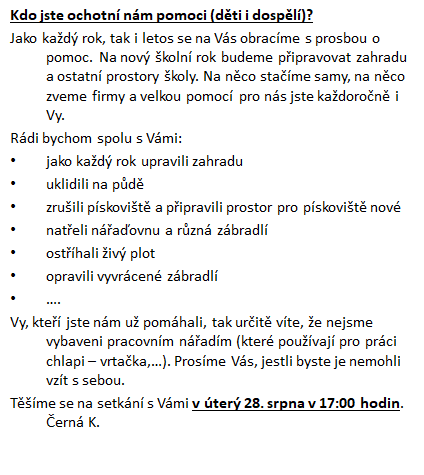 Kdo jste ochotní nám pomoci (děti i dospělí)?
Jako každý rok, tak i letos se na Vás obracíme s prosbou o
pomoc. Na nový školní rok budeme připravovat zahradu
a ostatní prostory školy. Na něco stačíme samy, na něco
zveme firmy a velkou pomocí pro nás jste každoročně i
Vy.
Rádi bychom spolu s Vámi:
• jako každý rok upravili zahradu
• uklidili na půdě
• zrušili pískoviště a připravili prostor pro pískoviště nové
• natřeli nářaďovnu a různá zábradlí
• ostříhali živý plot
• opravili vyvrácené zábradlí
• ….
Vy, kteří jste nám už pomáhali, tak určitě víte, že nejsme
vybaveni pracovním nářadím (které používají pro práci
chlapi – vrtačka,…). Prosíme Vás, jestli byste je nemohli
vzít s sebou.
Těšíme se na setkání s Vámi v úterý 28. srpna v 17:00 hodin.
Černá K.